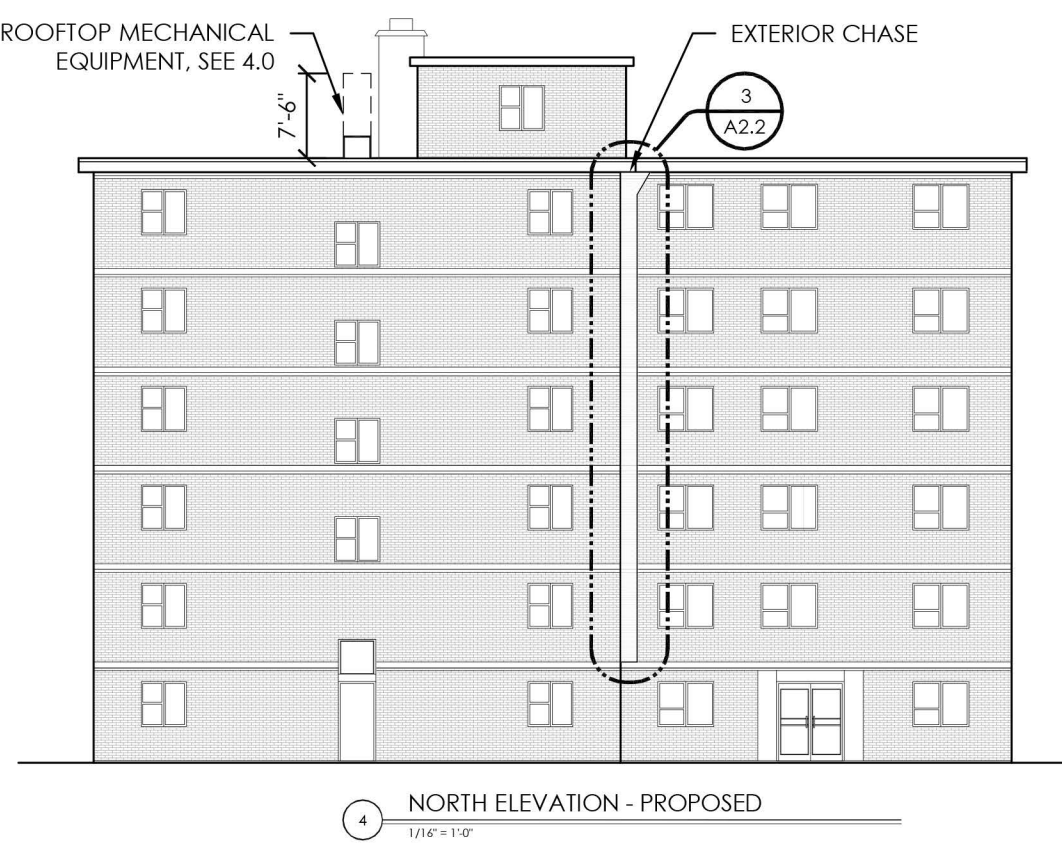 ROOFTOP MECHANICAL
EQUIPMENT, SEE 4.0
7'-6"
EXTERIOR CHASE
3
A2.2
4
NORTH ELEVATION - PROPOSED
1/16" = 1'-0"